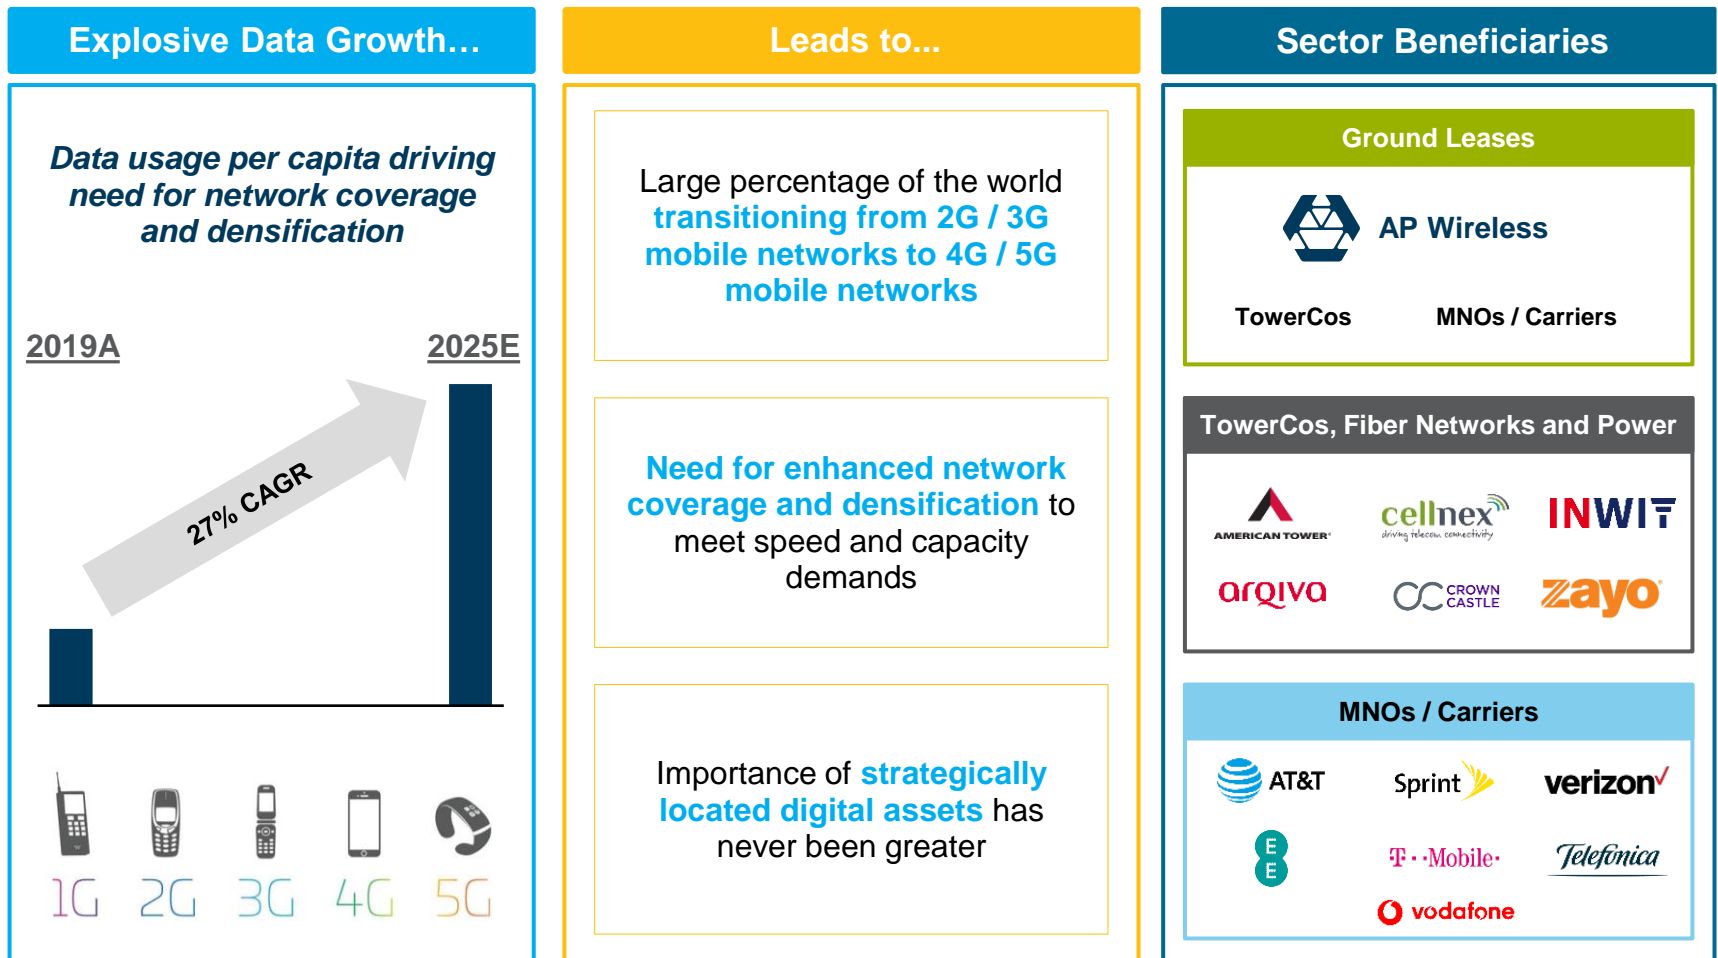 Explosive Data Growth…
Data usage per capita driving
need for network coverage
and densification
2019A
2025E
27% CAGR
1G
2G
3G
4G
5G
Leads to...
Large percentage of the world
transitioning from 2G / 3G
mobile networks to 4G / 5G
mobile networks
Need for enhanced network
coverage and densification to
meet speed and capacity
demands
Importance of strategically
located digital assets has
never been greater
Sector Beneficiaries
Ground Leases
AP Wireless
TowerCos
MNOs / Carriers
TowerCos, Fiber Networks and Power
AMERICAN TOWER®
cellnex
driving telecom connectivity
INWIT
arqiva
CROWN
CASTLE
zayo
MNOs / Carriers
AT&T
Sprint
verizon✓
E
E
T··Mobile·
Telefónica
vodafone